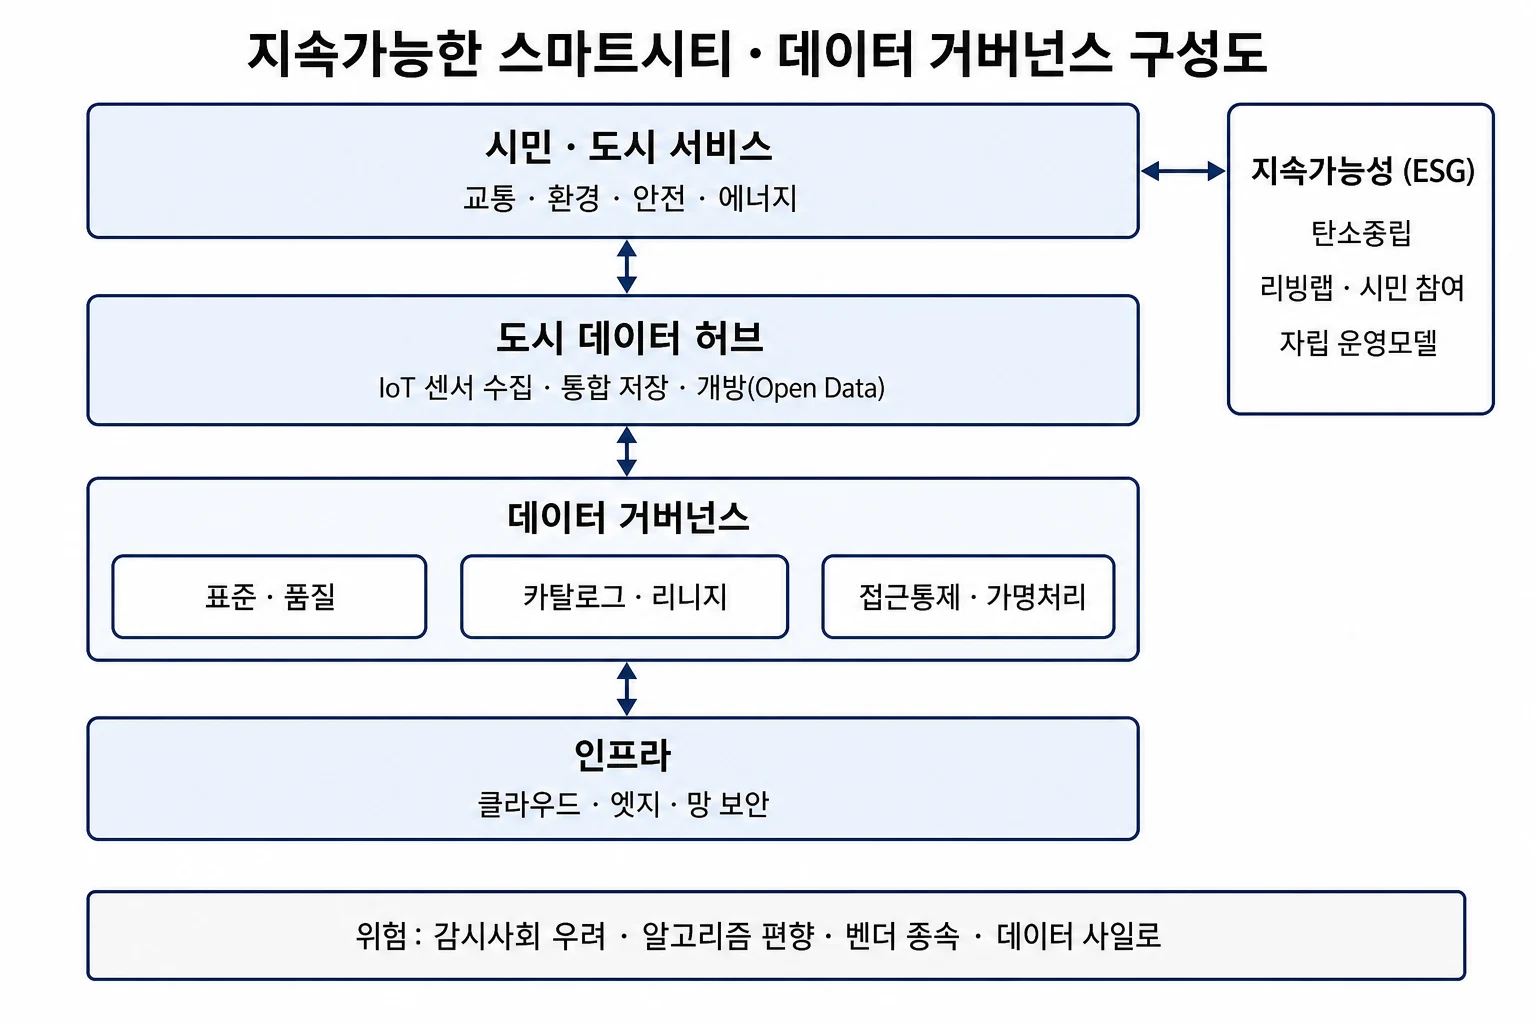 지속가능한 스마트시티 · 데이터 거버넌스 구성도
시민 · 도시 서비스
교통 · 환경 · 안전 · 에너지
지속가능성 (ESG)
탄소중립
리빙랩 · 시민 참여
자립 운영모델
도시 데이터 허브
IoT 센서 수집 · 통합 저장 · 개방(Open Data)
데이터 거버넌스
표준 · 품질
카탈로그 · 리니지
접근통제 · 가명처리
인프라
클라우드 · 엣지 · 망 보안
위험 : 감시사회 우려 · 알고리즘 편향 · 벤더 종속 · 데이터 사일로